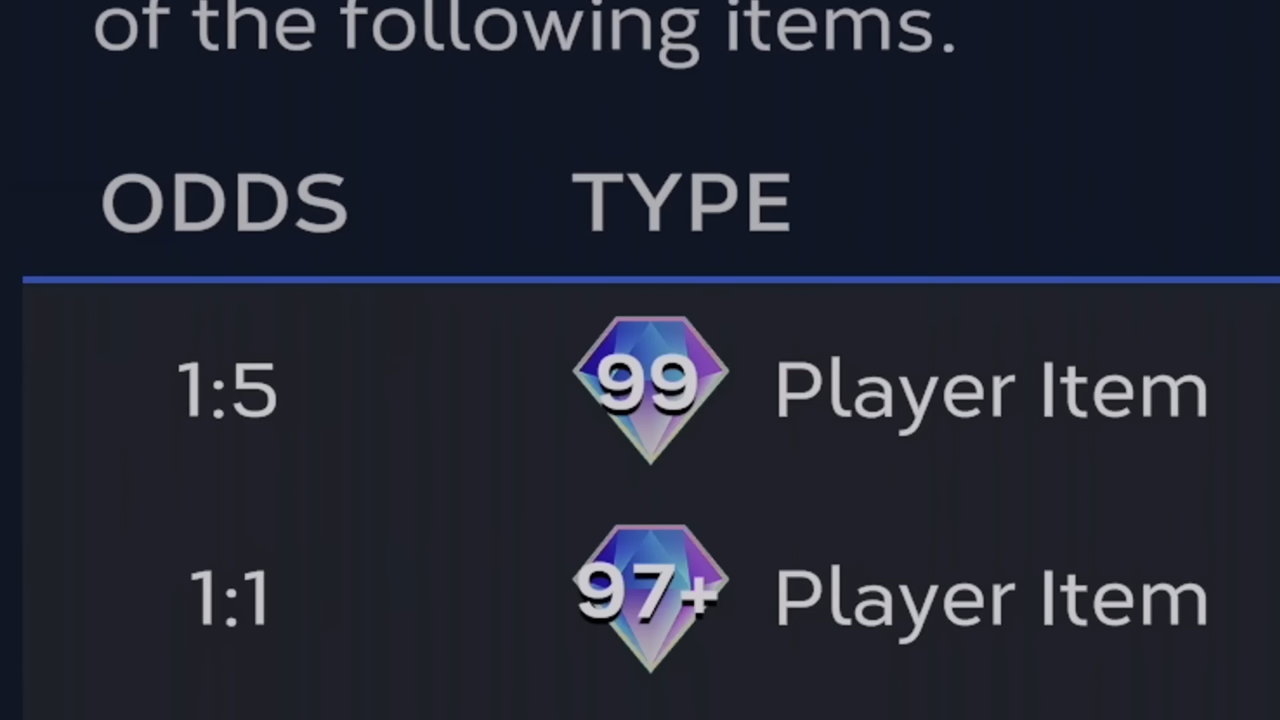 of the following items.
ODDS TYPE
1:5 99 Player Item
1:1 97+ Player Item